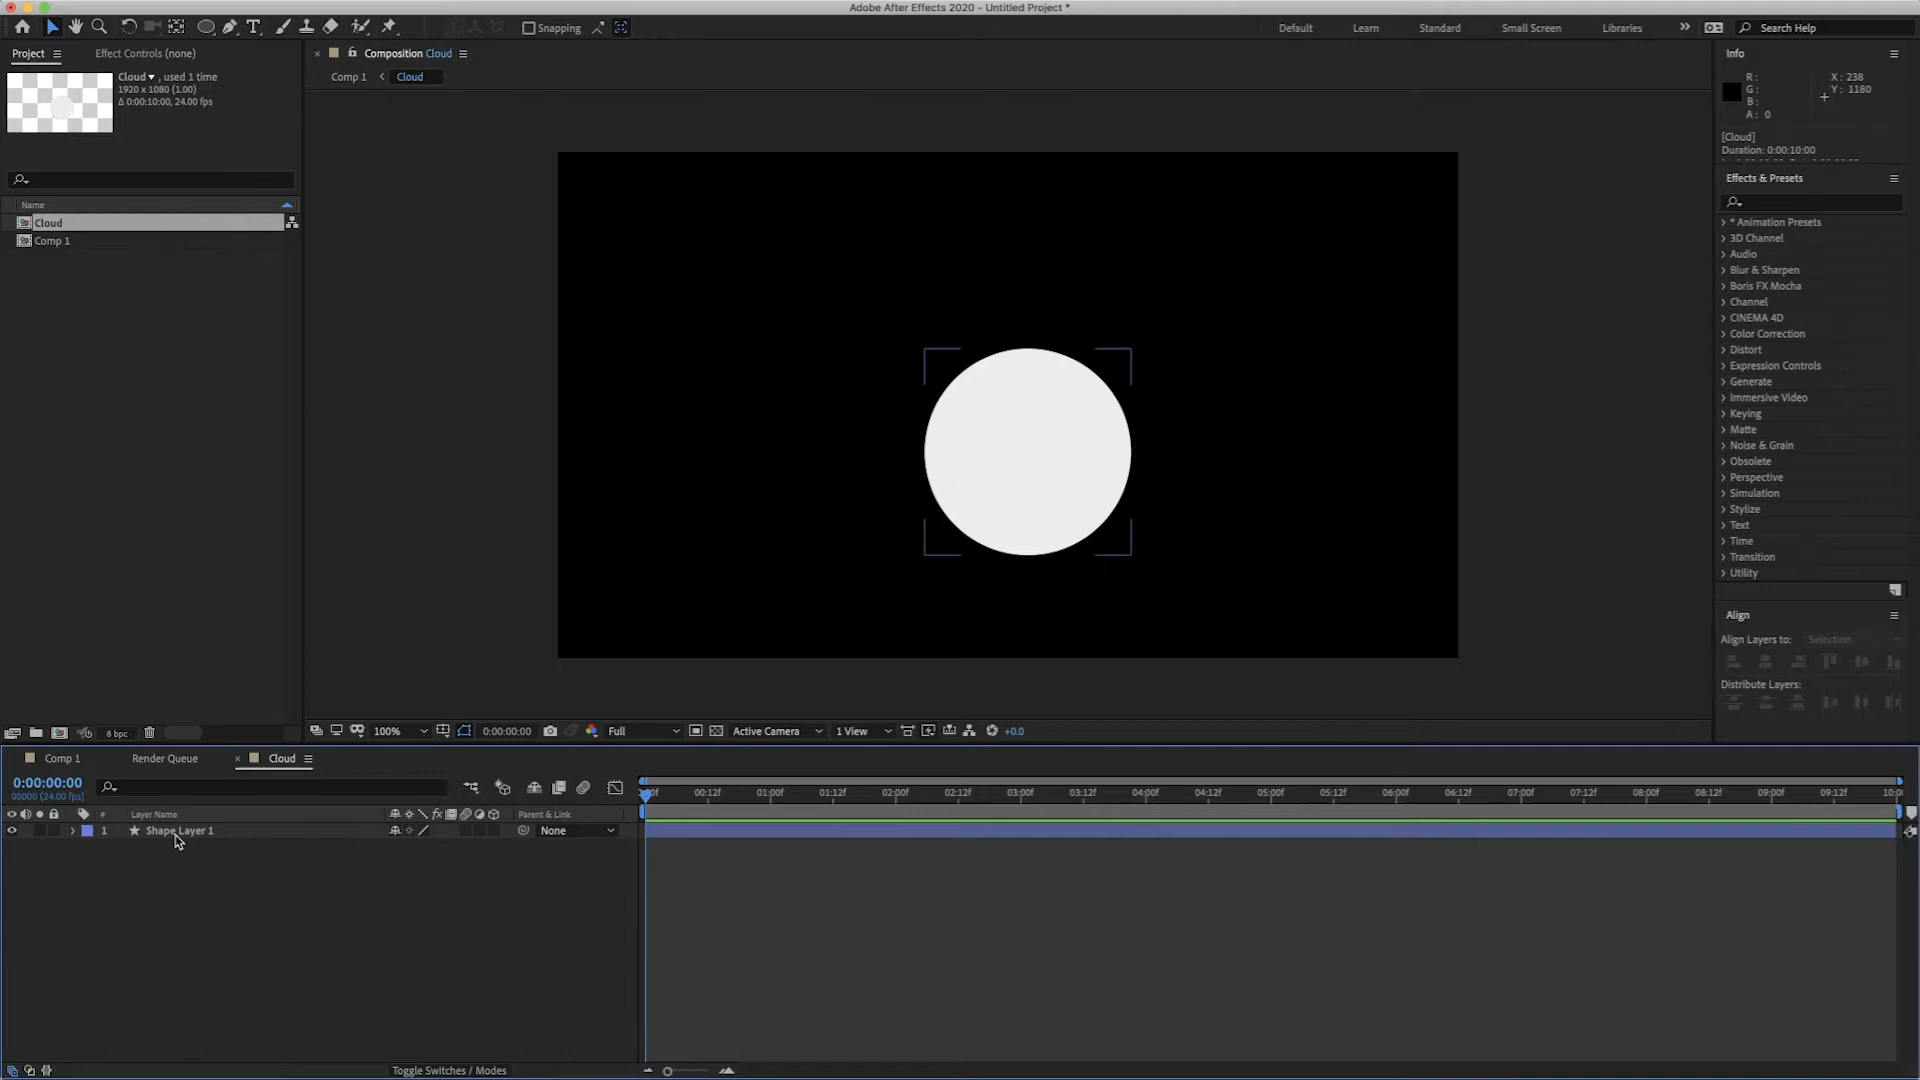 Adobe After Effects 2020 - Untitled Project *
Snapping
Default
Learn
Standard
Small Screen
Libraries
Search Help
Project
Effect Controls (none)
Cloud , used 1 time
1920 x 1080 (1.00)
Δ 0:00:10:00, 24.00 fps
Name
Cloud
Comp 1
8 bpc
Composition Cloud
Comp 1
Cloud
100%
0:00:00:00
Full
Active Camera
1 View
+0.0
Info
R:
G:
B:
A: 0
X: 238
Y: 1180
[Cloud]
Duration: 0:00:10:00
Effects & Presets
* Animation Presets
3D Channel
Audio
Blur & Sharpen
Boris FX Mocha
Channel
CINEMA 4D
Color Correction
Distort
Expression Controls
Generate
Immersive Video
Keying
Matte
Noise & Grain
Obsolete
Perspective
Simulation
Stylize
Text
Time
Transition
Utility
Align
Align Layers to: Selection
Distribute Layers:
Comp 1
Render Queue
Cloud
0:00:00:00
00000 (24.00 fps)
# Layer Name
Parent & Link
1 Shape Layer 1
None
00:12f 01:00f 01:12f 02:00f 02:12f 03:00f 03:12f 04:00f 04:12f 05:00f 05:12f 06:00f 06:12f 07:00f 07:12f 08:00f 08:12f 09:00f 09:12f
Toggle Switches / Modes